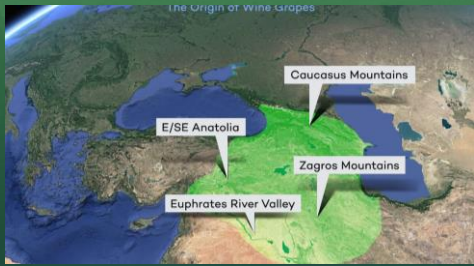 The Origin of Wine Grapes
Caucasus Mountains
E/SE Anatolia
Zagros Mountains
Euphrates River Valley